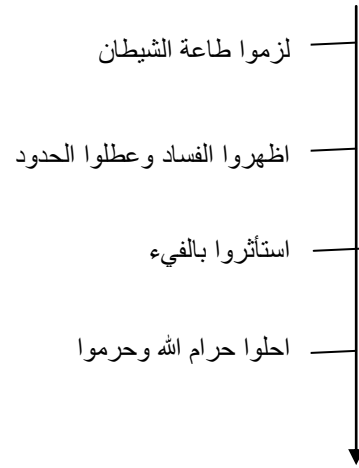 لزموا طاعة الشيطان
اظهروا الفساد وعطلوا الحدود
استأثروا بالفيء
احلوا حرام الله وحرموا